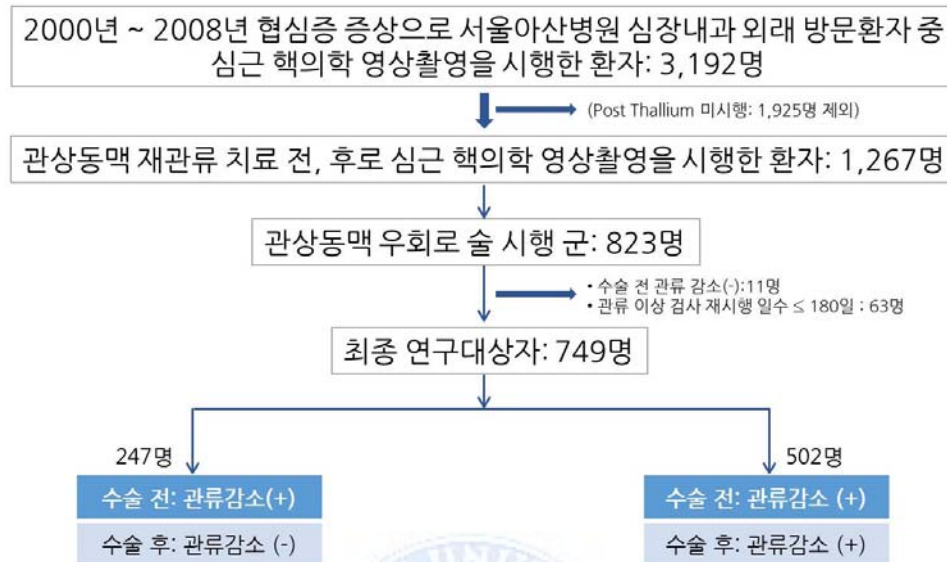 2000년 ~ 2008년 협심증 증상으로 서울아산병원 심장내과 외래 방문환자 중
심근 핵의학 영상촬영을 시행한 환자: 3,192명
(Post Thallium 미시행: 1,925명 제외)
관상동맥 재관류 치료 전, 후로 심근 핵의학 영상촬영을 시행한 환자: 1,267명
관상동맥 우회로 술 시행 군: 823명
• 수술 전 관류 감소(-):11명
• 관류 이상 검사 재시행 일수 ≤ 180일 : 63명
최종 연구대상자: 749명
247명
502명
수술 전: 관류감소(+)
수술 전: 관류감소 (+)
수술 후: 관류감소 (-)
수술 후: 관류감소 (+)